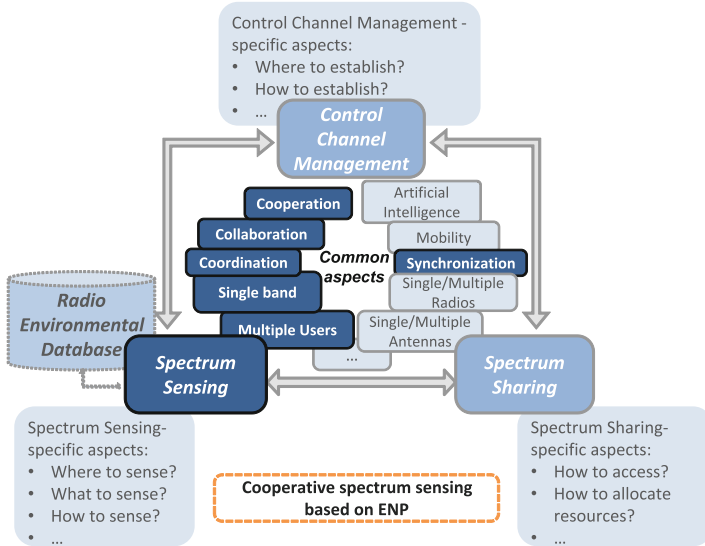 Control Channel Management -
specific aspects:
• Where to establish?
• How to establish?
• ...
Control
Channel
Management
Cooperation
Collaboration
Coordination
Single band
Multiple Users
Common
aspects
Artificial
Intelligence
Mobility
Synchronization
Single/Multiple
Radios
Single/Multiple
Antennas
...
Radio
Environmental
Database
Spectrum
Sensing
Spectrum
Sharing
Spectrum Sensing-
specific aspects:
• Where to sense?
• What to sense?
• How to sense?
• ...
Cooperative spectrum sensing
based on ENP
Spectrum Sharing-
specific aspects:
• How to access?
• How to allocate
resources?
• ...